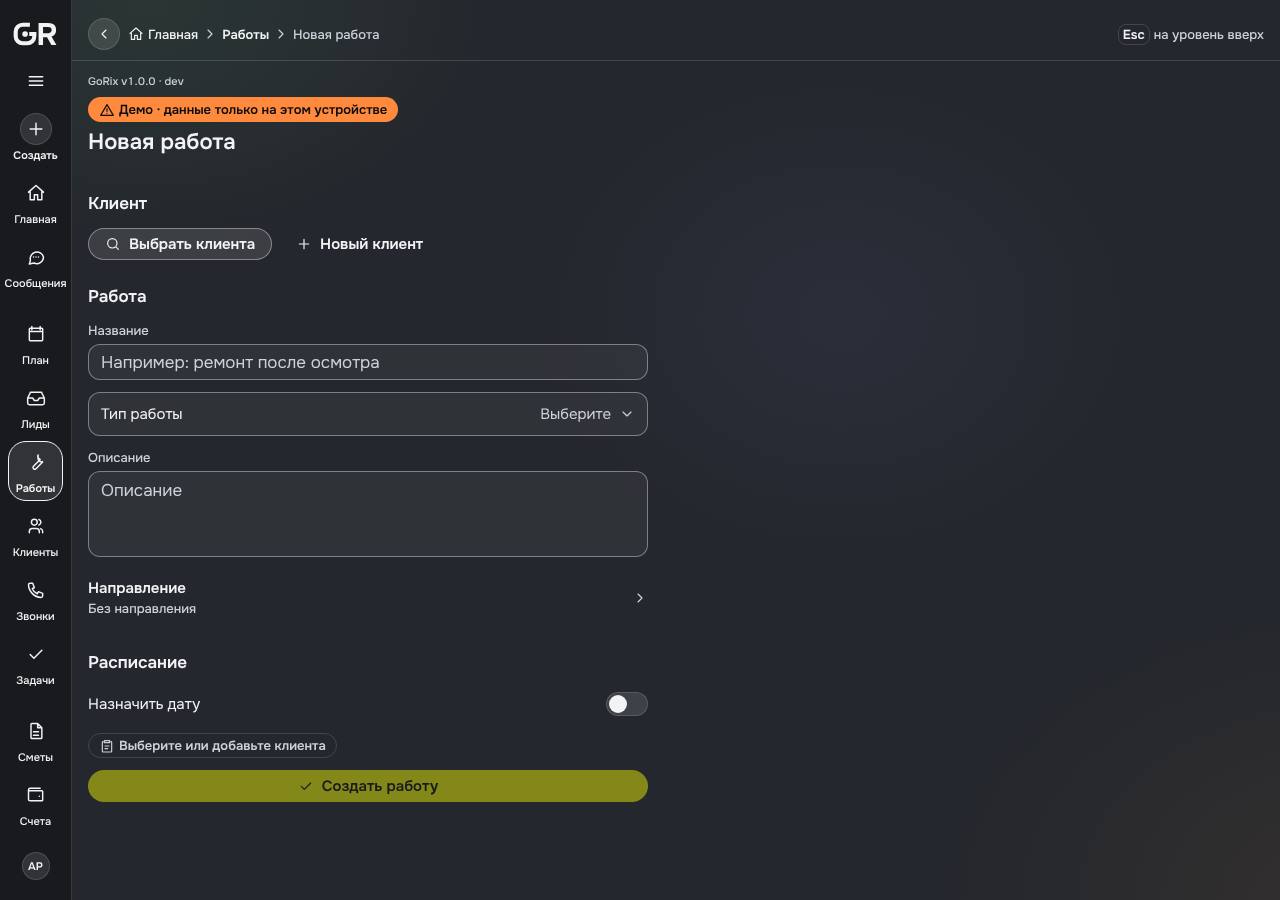 GR
Главная
Работы
Новая работа
Esc на уровень вверх
GoRix v1.0.0 · dev
Демо · данные только на этом устройстве
Новая работа
Создать
Главная
Сообщения
План
Лиды
Работы
Клиенты
Звонки
Задачи
Сметы
Счета
AP
Клиент
Выбрать клиента
Новый клиент
Работа
Название
Например: ремонт после осмотра
Тип работы
Выберите
Описание
Описание
Направление
Без направления
Расписание
Назначить дату
Выберите или добавьте клиента
Создать работу